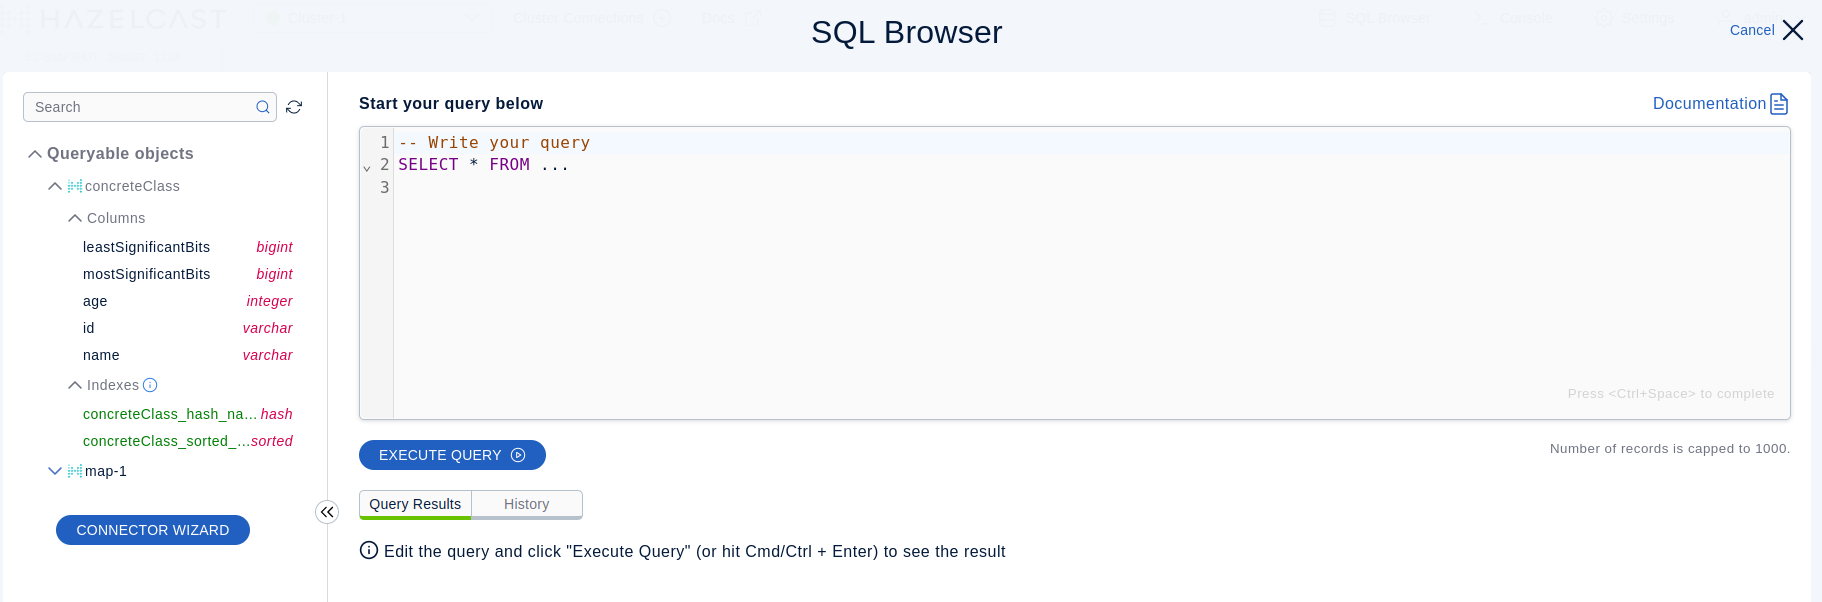 HAZELCAST
Cluster-1
Cluster Connections
Docs
SQL Browser
Console
Settings
SQL Browser
Cancel
Search
Queryable objects
concreteClass
Columns
leastSignificantBits bigint
mostSignificantBits bigint
age integer
id varchar
name varchar
Indexes
concreteClass_hash_na... hash
concreteClass_sorted_... sorted
map-1
CONNECTOR WIZARD
Start your query below
Documentation
1 -- Write your query
2 SELECT * FROM ...
3
Press <Ctrl+Space> to complete
EXECUTE QUERY
Number of records is capped to 1000.
Query Results
History
Edit the query and click "Execute Query" (or hit Cmd/Ctrl + Enter) to see the result